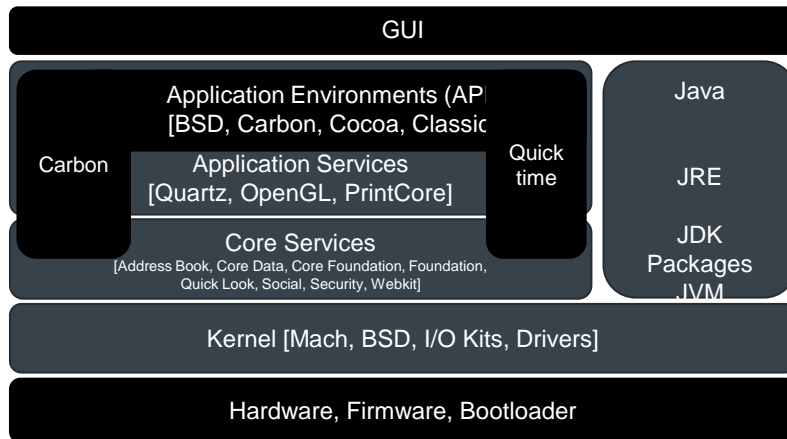 GUI
Application Environments (AP
[BSD, Carbon, Cocoa, Classic
Carbon
Quick
time
Application Services
[Quartz, OpenGL, PrintCore]
Core Services
[Address Book, Core Data, Core Foundation, Foundation,
Quick Look, Social, Security, Webkit]
Java
JRE
JDK
Packages
JVM
Kernel [Mach, BSD, I/O Kits, Drivers]
Hardware, Firmware, Bootloader